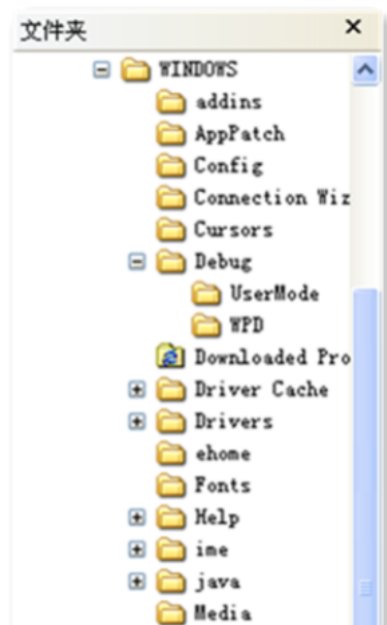 文件夹
WINDOWS
addins
AppPatch
Config
Connection Wiz
Cursors
Debug
UserMode
WPD
Downloaded Pro
Driver Cache
Drivers
ehome
Fonts
Help
ime
java
Media